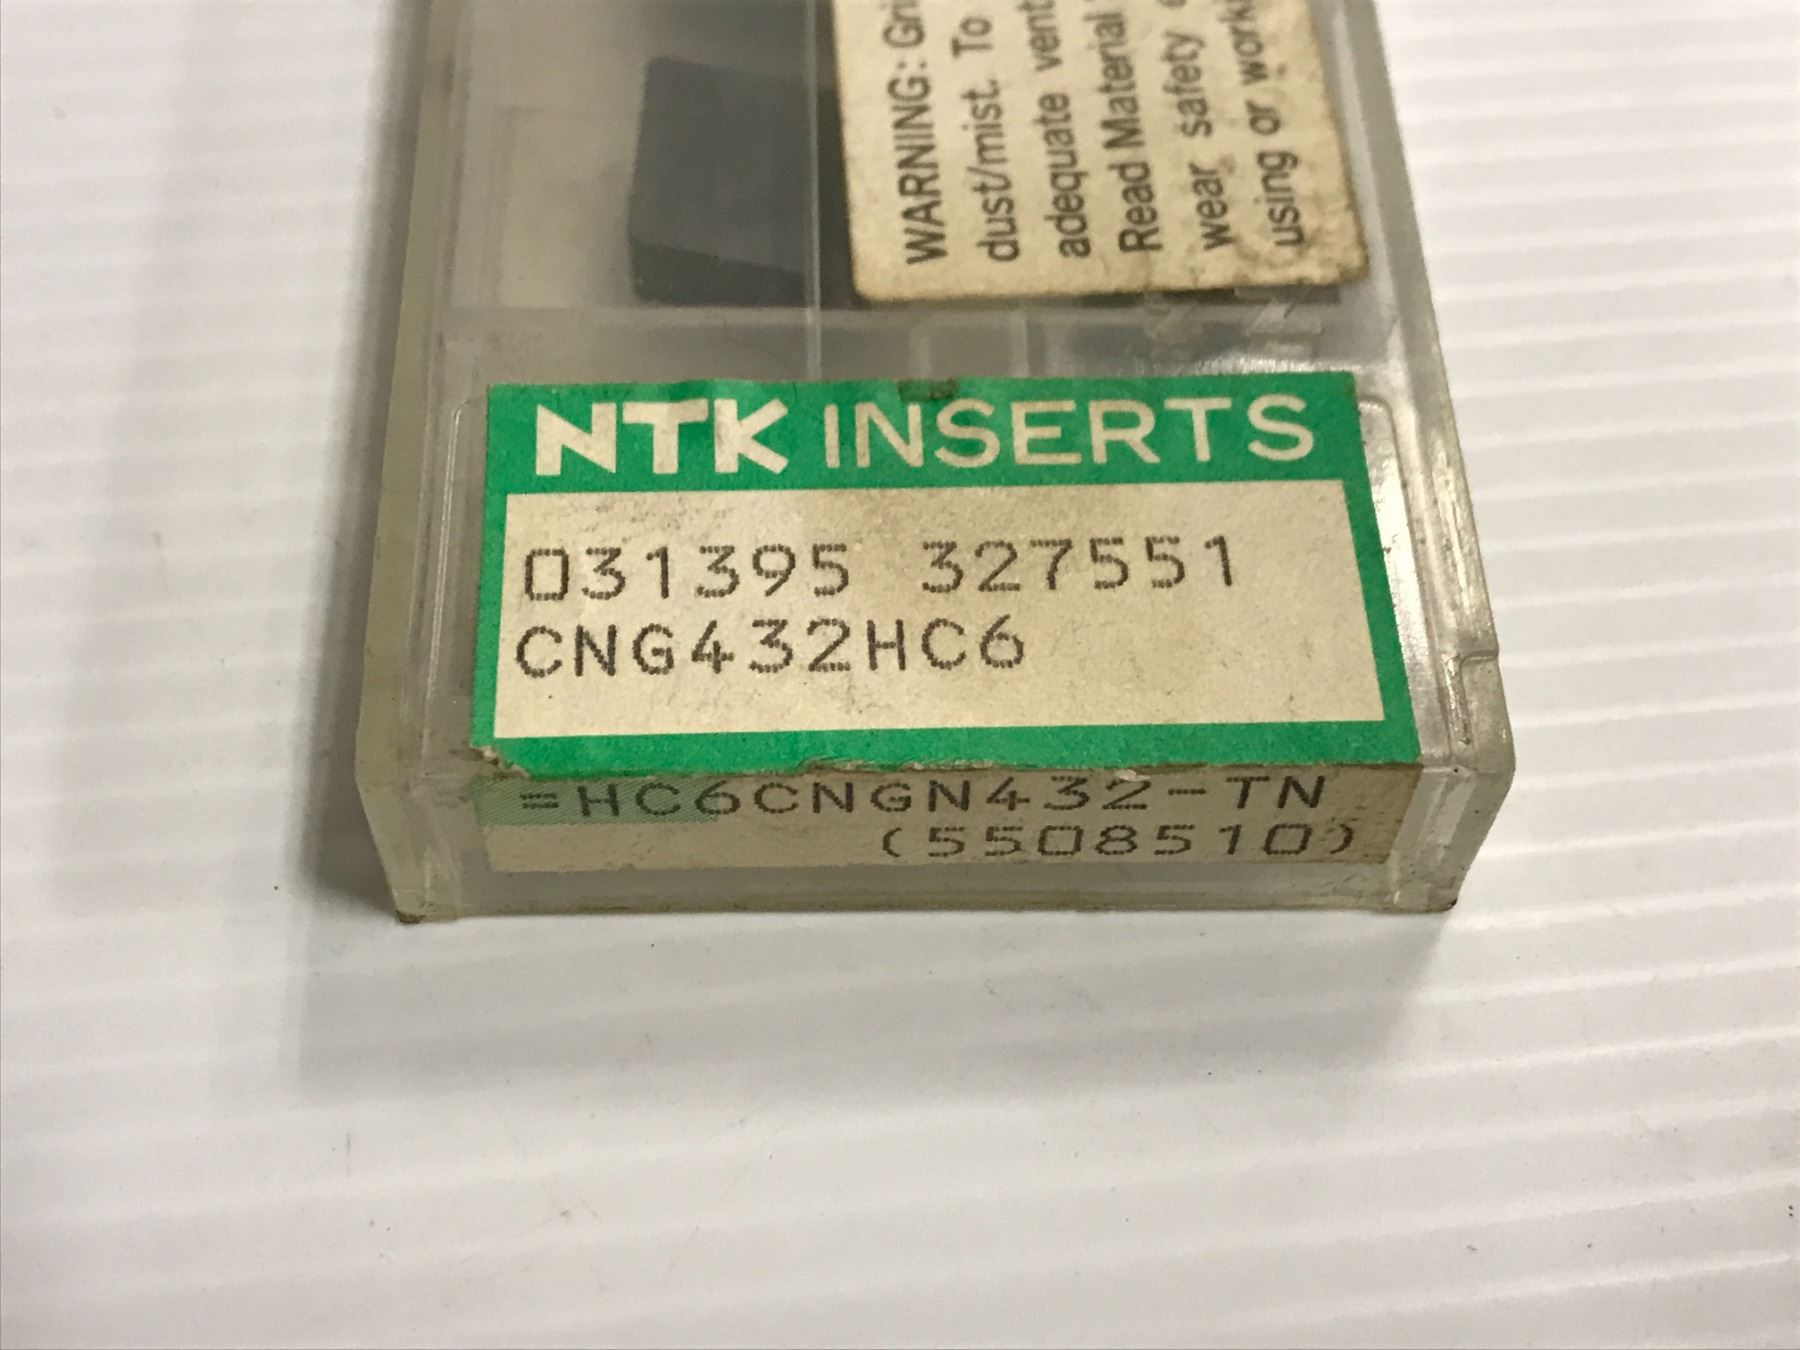 WARNING: Gri
dust/mist. To
adequate vent
Read Material
wear safety
using or worki
NTK INSERTS
031395 327551
CNG432HC6
=HC6CNGN432-TN
(5508510)